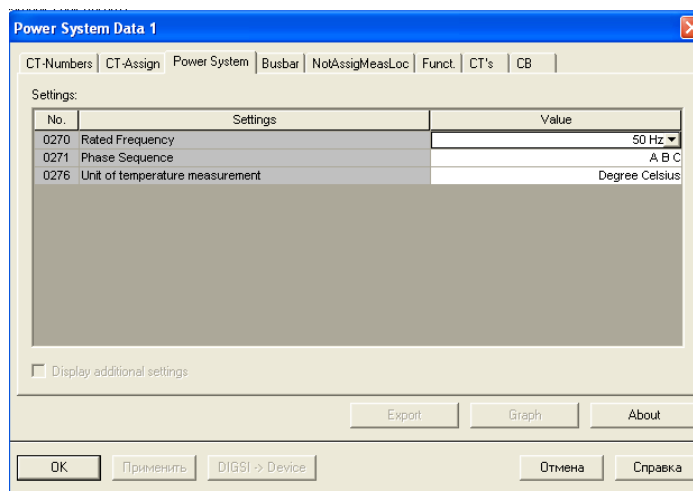 Power System Data 1
CT-Numbers CT-Assign Power System Busbar NotAssigMeasLoc Funct. CT's CB
Settings:
No. Settings Value
0270 Rated Frequency 50 Hz
0271 Phase Sequence A B C
0276 Unit of temperature measurement Degree Celsius
Display additional settings
Export Graph About
OK Применить DIGSI -> Device Отмена Справка